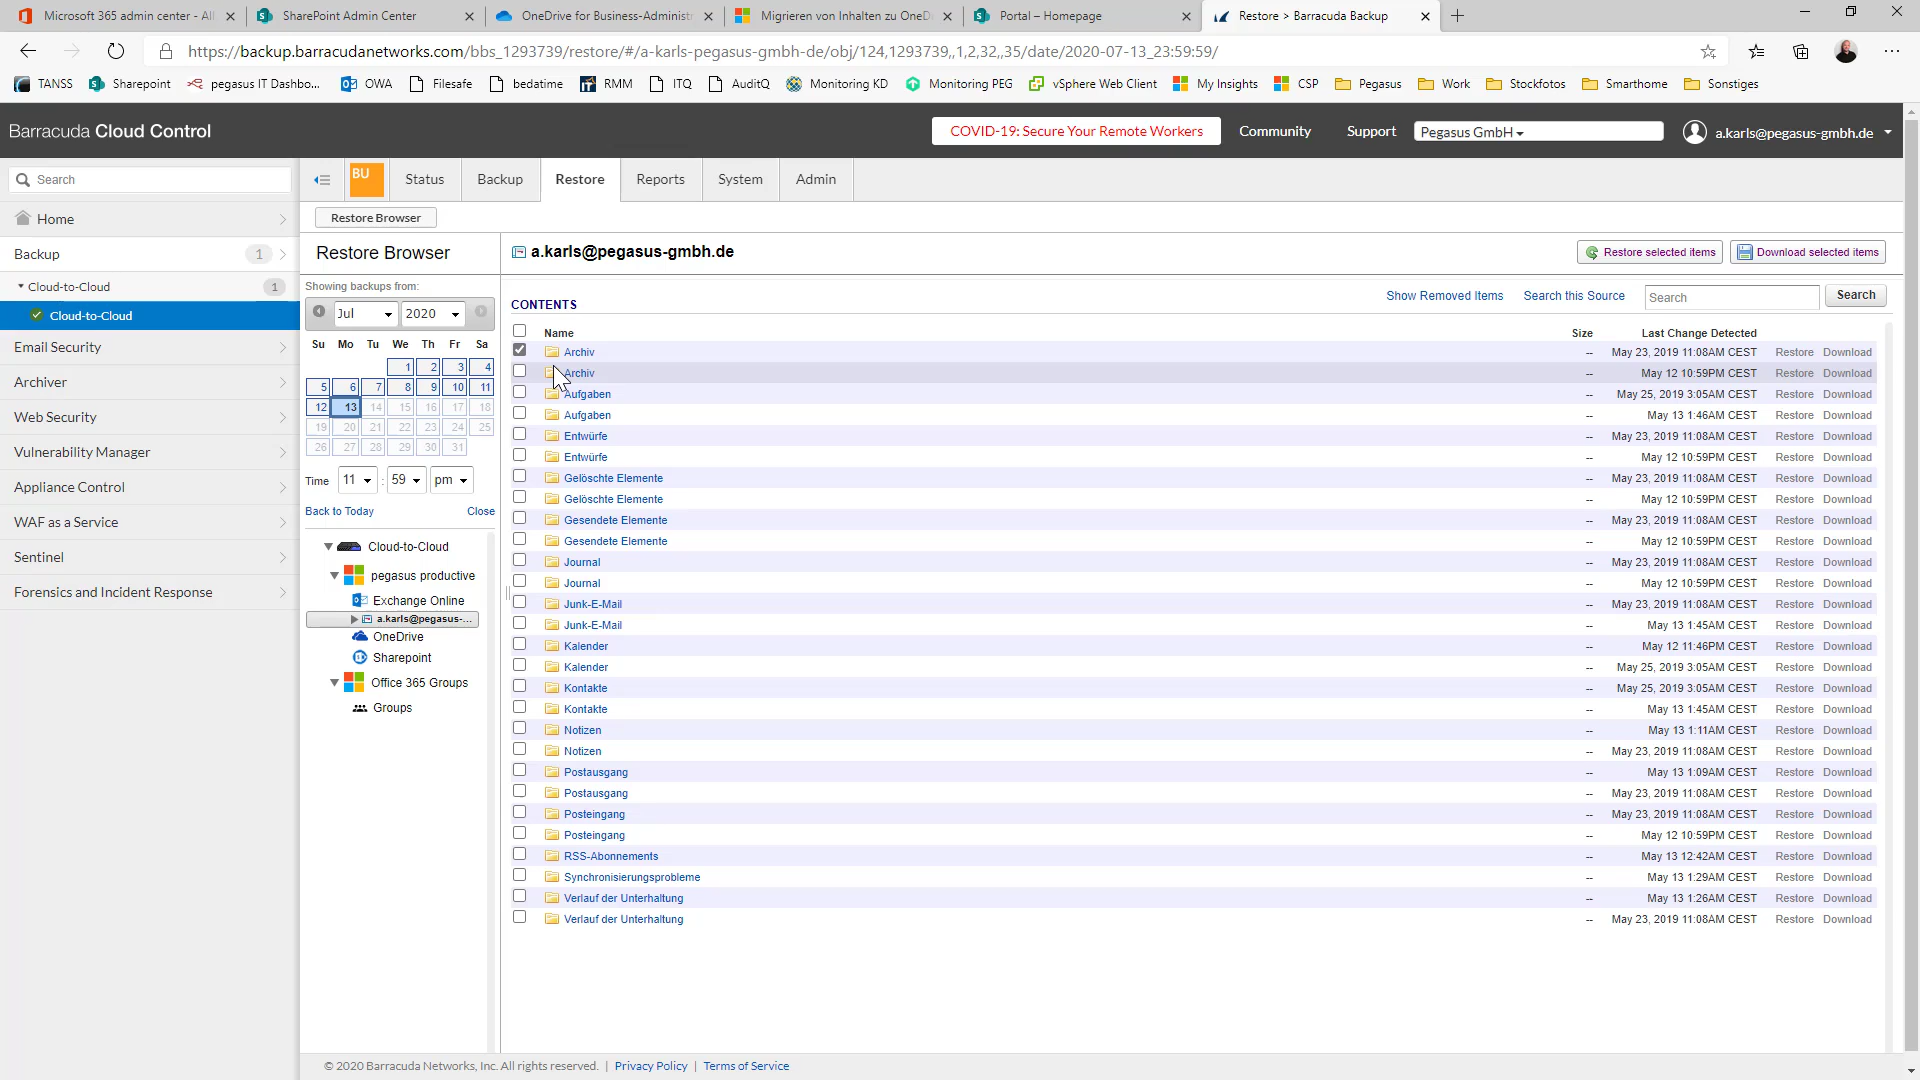 Microsoft 365 admin center - All
SharePoint Admin Center
OneDrive for Business-Administr
Migrieren von Inhalten zu OneD
Portal – Homepage
Restore > Barracuda Backup
https://backup.barracudanetworks.com/bbs_1293739/restore/#/a-karls-pegasus-gmbh-de/obj/124,1293739,,1,2,32,,35/date/2020-07-13_23:59:59/
TANSS Sharepoint pegasus IT Dashbo... OWA Filesafe bedatime RMM ITQ AuditQ Monitoring KD Monitoring PEG vSphere Web Client My Insights CSP Pegasus Work Stockfotos Smarthome Sonstiges
Barracuda Cloud Control
COVID-19: Secure Your Remote Workers
Community
Support
Pegasus GmbH
a.karls@pegasus-gmbh.de
Search
Home
Backup 1
Cloud-to-Cloud 1
Cloud-to-Cloud
Email Security
Archiver
Web Security
Vulnerability Manager
Appliance Control
WAF as a Service
Sentinel
Forensics and Incident Response
BU Status Backup Restore Reports System Admin
Restore Browser
Restore Browser
Showing backups from:
Jul 2020
Su Mo Tu We Th Fr Sa
1 2 3 4
5 6 7 8 9 10 11
12 13 14 15 16 17 18
19 20 21 22 23 24 25
26 27 28 29 30 31
Time 11 : 59 pm
Back to Today Close
Cloud-to-Cloud
pegasus productive
Exchange Online
a.karls@pegasus-...
OneDrive
Sharepoint
Office 365 Groups
Groups
a.karls@pegasus-gmbh.de
Restore selected items
Download selected items
CONTENTS
Show Removed Items Search this Source Search Search
Name Size Last Change Detected
Archiv -- May 23, 2019 11:08AM CEST Restore Download
Archiv -- May 12 10:59PM CEST Restore Download
Aufgaben -- May 25, 2019 3:05AM CEST Restore Download
Aufgaben -- May 13 1:46AM CEST Restore Download
Entwürfe -- May 23, 2019 11:08AM CEST Restore Download
Entwürfe -- May 12 10:59PM CEST Restore Download
Gelöschte Elemente -- May 23, 2019 11:08AM CEST Restore Download
Gelöschte Elemente -- May 12 10:59PM CEST Restore Download
Gesendete Elemente -- May 23, 2019 11:08AM CEST Restore Download
Gesendete Elemente -- May 12 10:59PM CEST Restore Download
Journal -- May 23, 2019 11:08AM CEST Restore Download
Journal -- May 12 10:59PM CEST Restore Download
Junk-E-Mail -- May 23, 2019 11:08AM CEST Restore Download
Junk-E-Mail -- May 13 1:45AM CEST Restore Download
Kalender -- May 12 11:46PM CEST Restore Download
Kalender -- May 25, 2019 3:05AM CEST Restore Download
Kontakte -- May 25, 2019 3:05AM CEST Restore Download
Kontakte -- May 13 1:45AM CEST Restore Download
Notizen -- May 13 1:11AM CEST Restore Download
Notizen -- May 23, 2019 11:08AM CEST Restore Download
Postausgang -- May 13 1:09AM CEST Restore Download
Postausgang -- May 23, 2019 11:08AM CEST Restore Download
Posteingang -- May 23, 2019 11:08AM CEST Restore Download
Posteingang -- May 12 10:59PM CEST Restore Download
RSS-Abonnements -- May 13 12:42AM CEST Restore Download
Synchronisierungsprobleme -- May 13 1:29AM CEST Restore Download
Verlauf der Unterhaltung -- May 13 1:26AM CEST Restore Download
Verlauf der Unterhaltung -- May 23, 2019 11:08AM CEST Restore Download
© 2020 Barracuda Networks, Inc. All rights reserved. | Privacy Policy | Terms of Service